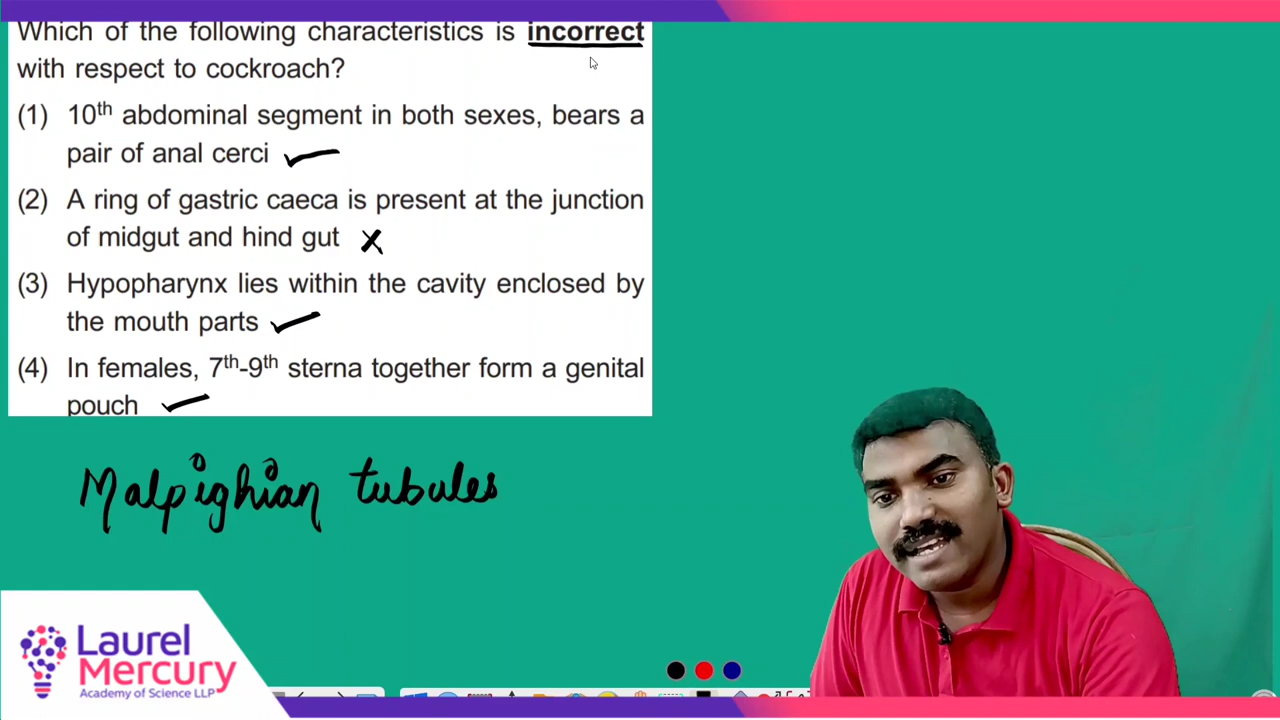 Which of the following characteristics is incorrect
with respect to cockroach?
(1) 10th abdominal segment in both sexes, bears a
pair of anal cerci
(2) A ring of gastric caeca is present at the junction
of midgut and hind gut
(3) Hypopharynx lies within the cavity enclosed by
the mouth parts
(4) In females, 7th-9th sterna together form a genital
pouch
Malpighian tubules
Laurel
Mercury
Academy of Science LLP